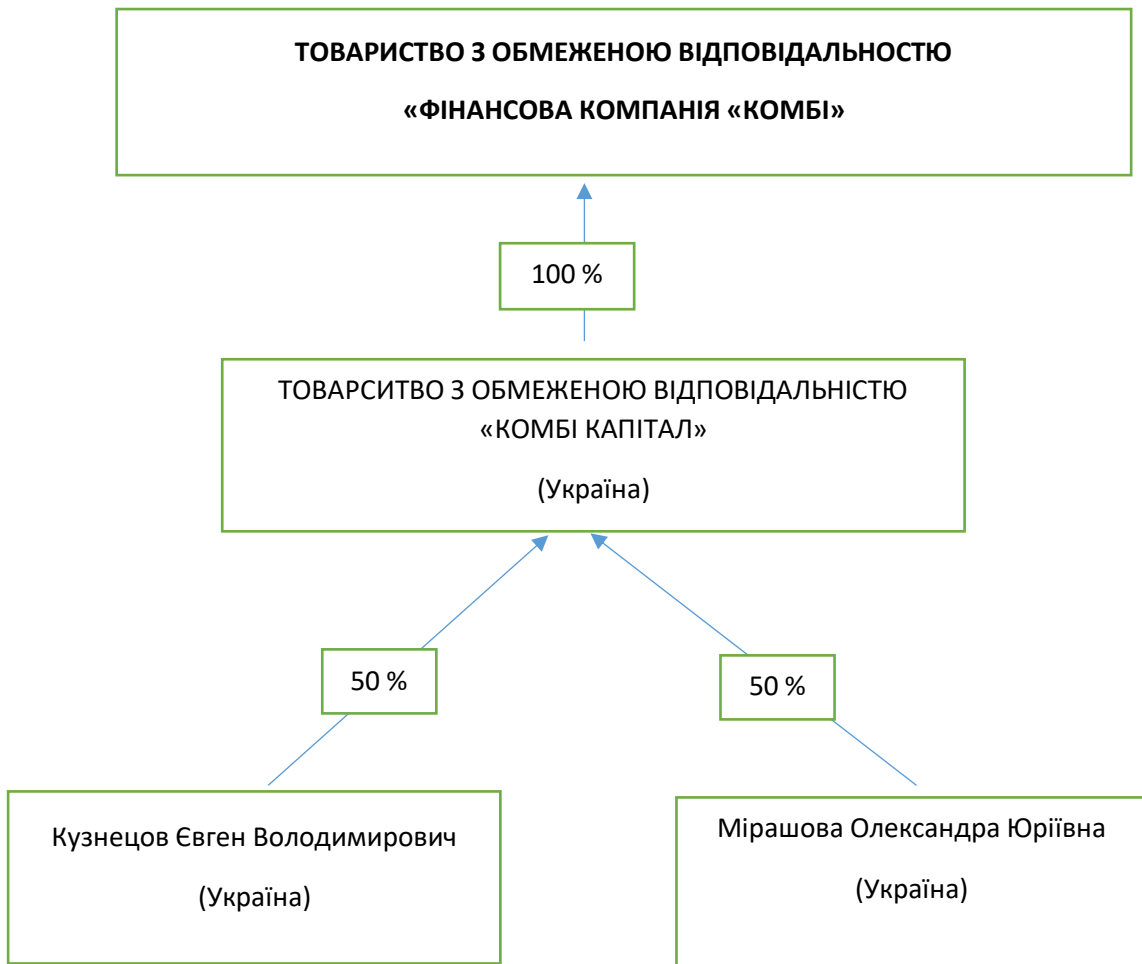 ТОВАРИСТВО З ОБМЕЖЕНОЮ ВІДПОВІДАЛЬНОСТЮ
«ФІНАНСОВА КОМПАНІЯ «КОМБІ»
100 %
ТОВАРСИТВО З ОБМЕЖЕНОЮ ВІДПОВІДАЛЬНІСТЮ
«КОМБІ КАПІТАЛ»
(Україна)
50 %
50 %
Кузнецов Євген Володимирович
(Україна)
Мірашова Олександра Юріївна
(Україна)